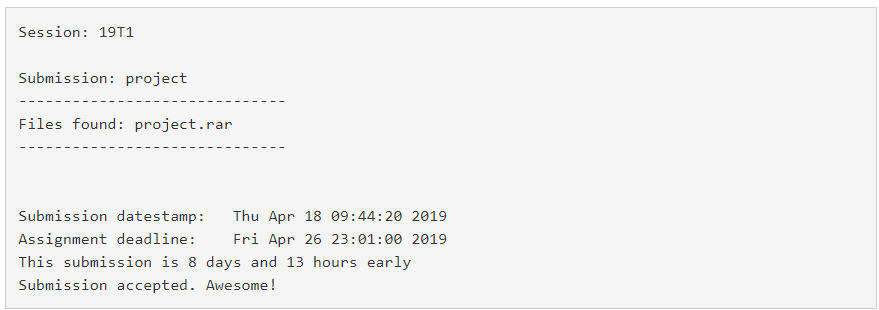 Session: 19T1
Submission: project
------------------------------
Files found: project.rar
------------------------------
Submission datestamp:   Thu Apr 18 09:44:20 2019
Assignment deadline:    Fri Apr 26 23:01:00 2019
This submission is 8 days and 13 hours early
Submission accepted. Awesome!